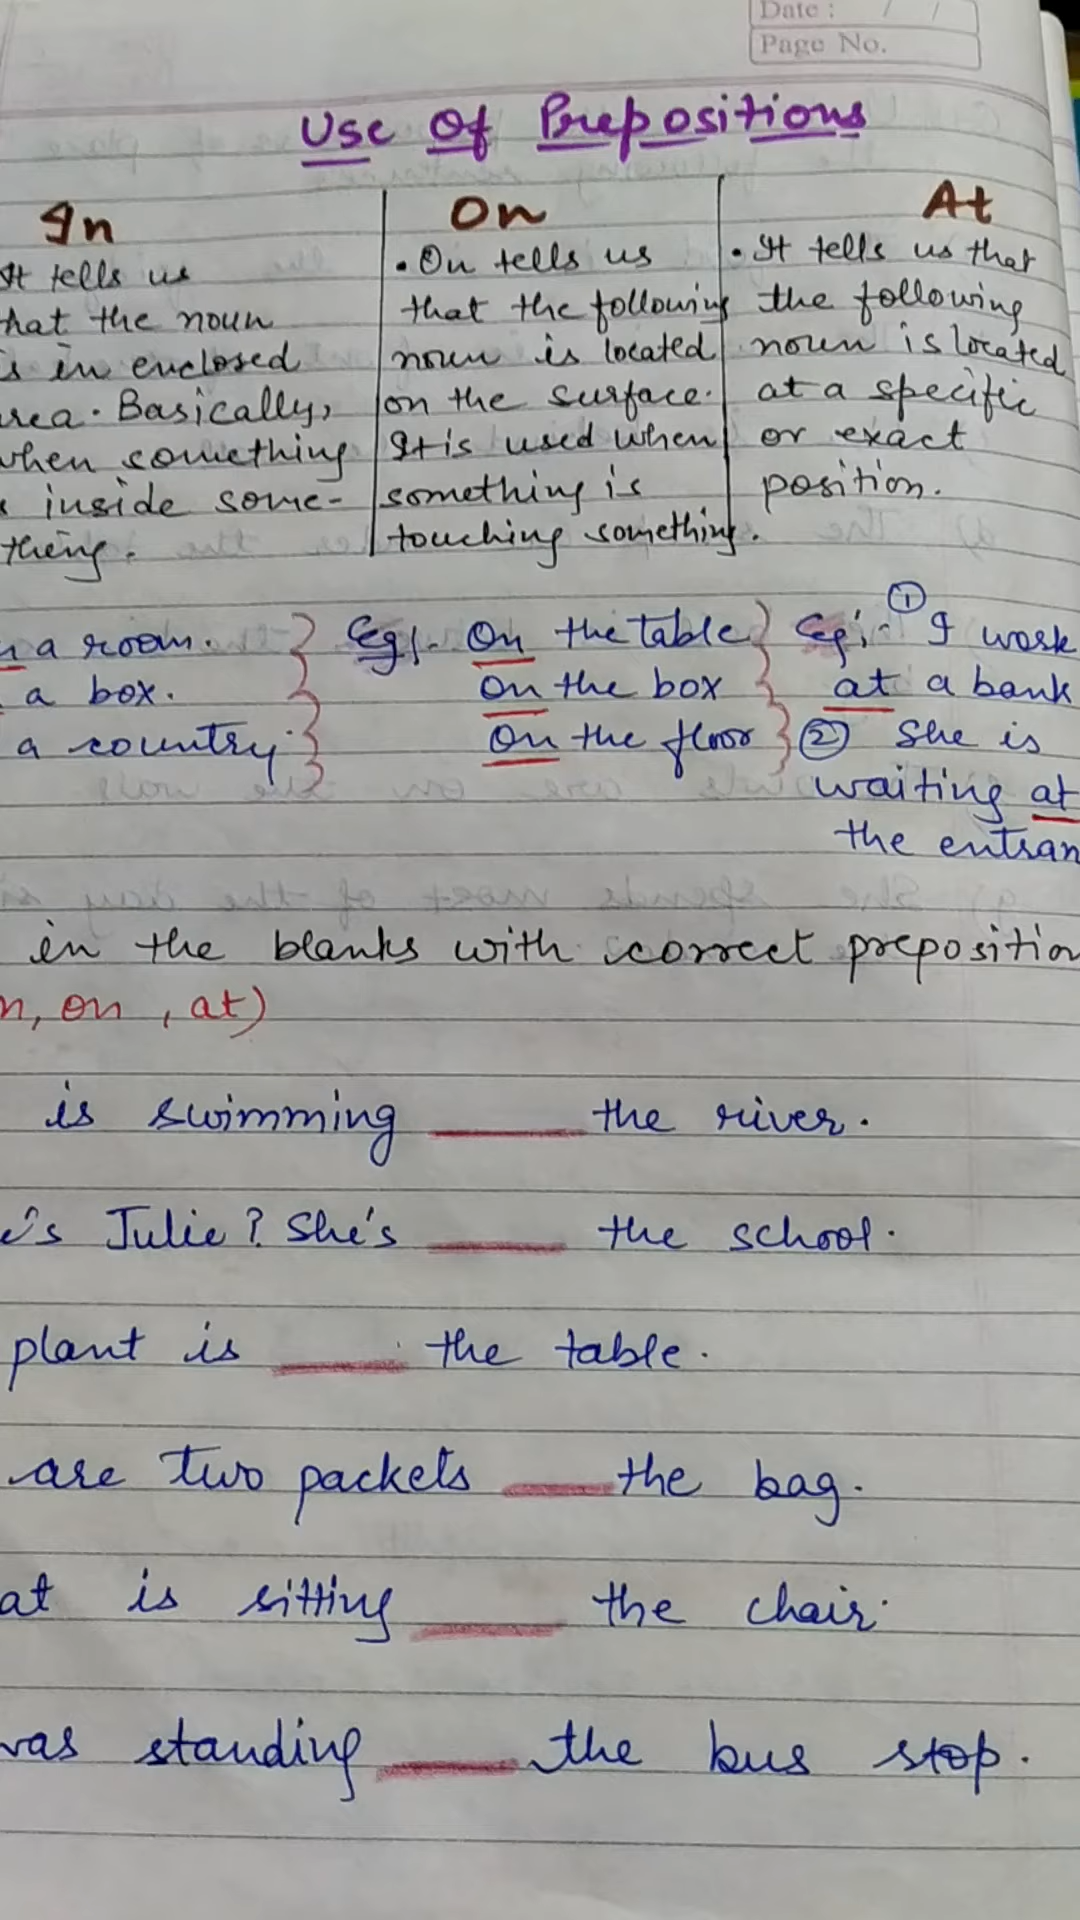 Date : / /
Page No.
Use Of Prepositions
In
It tells us
hat the noun
is in enclosed
rea. Basically,
when something
s inside some-
thing.
On
• On tells us
that the following
noun is located
on the surface.
It is used when
something is
touching something.
At
• It tells us that
the following
noun is located
at a specific
or exact
position.
n a room.
a box.
a country.
Eg:- On the table
On the box
On the floor
Eg:- ① I work
at a bank
② She is
waiting at
the entran
in the blanks with correct preposition
n, on , at)
is swimming ____ the river.
e's Julie? She's ____ the school.
plant is ____ the table.
are two packets ____ the bag.
at is sitting ____ the chair.
was standing ____ the bus stop.